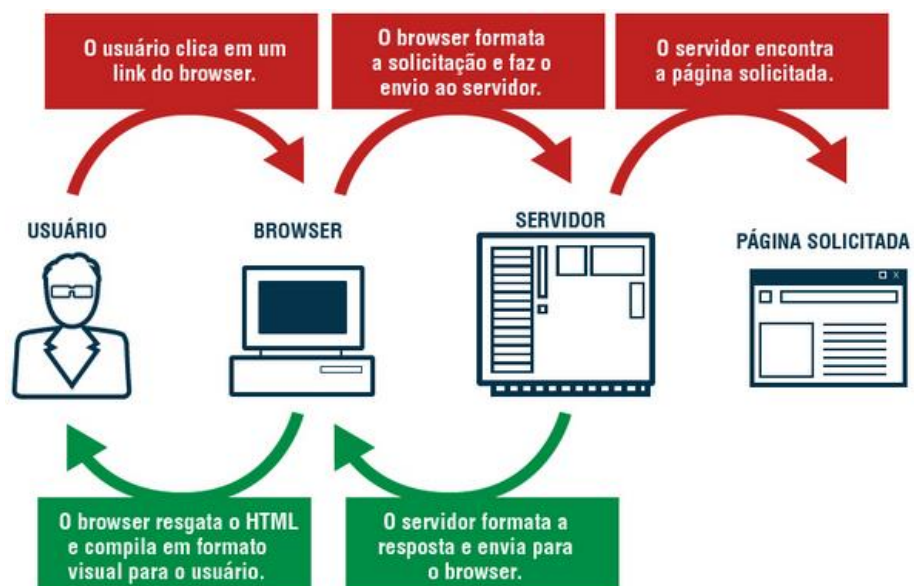 O usuário clica em um
link do browser.
O browser formata
a solicitação e faz o
envio ao servidor.
O servidor encontra
a página solicitada.
USUÁRIO
BROWSER
SERVIDOR
PÁGINA SOLICITADA
X
O browser resgata o HTML
e compila em formato
visual para o usuário.
O servidor formata a
resposta e envia para
o browser.